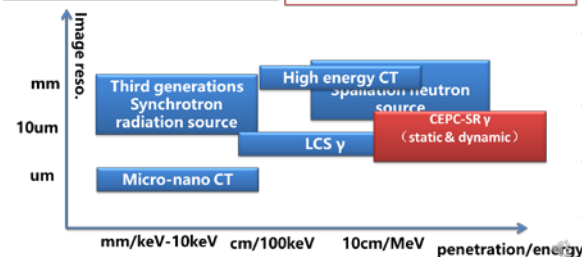 Image reso.
mm
10um
um
Third generations
Synchrotron
radiation source
High energy CT
Spallation neutron
source
CEPC-SR γ
（static & dynamic）
LCS γ
Micro-nano CT
mm/keV-10keV
cm/100keV
10cm/MeV
penetration/energy